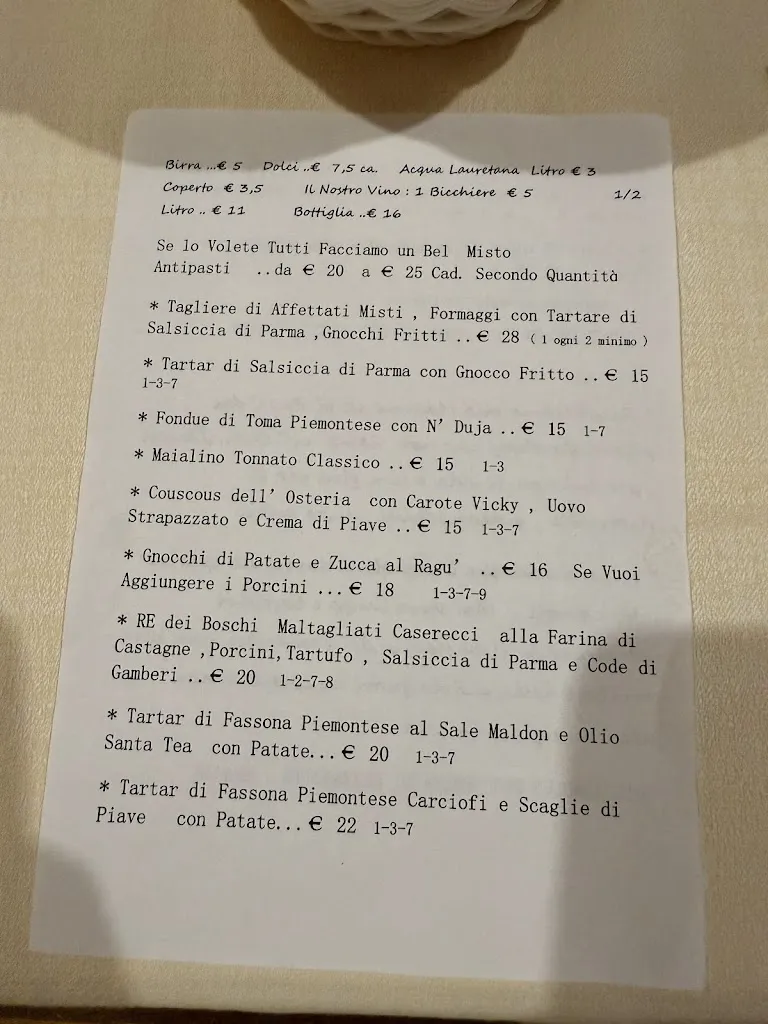 Birra ...€ 5 Dolci ..€ 7,5 ca. Acqua Lauretana Litro € 3
Coperto € 3,5 Il Nostro Vino : 1 Bicchiere € 5 1/2
Litro .. € 11 Bottiglia ..€ 16
Se lo Volete Tutti Facciamo un Bel Misto
Antipasti ..da € 20 a € 25 Cad. Secondo Quantità
* Tagliere di Affettati Misti , Formaggi con Tartare di
Salsiccia di Parma ,Gnocchi Fritti ..€ 28 ( 1 ogni 2 minimo )
* Tartar di Salsiccia di Parma con Gnocco Fritto ..€ 15
1-3-7
* Fondue di Toma Piemontese con N' Duja ..€ 15 1-7
* Maialino Tonnato Classico ..€ 15 1-3
* Couscous dell' Osteria con Carote Vicky , Uovo
Strapazzato e Crema di Piave ..€ 15 1-3-7
* Gnocchi di Patate e Zucca al Ragu' ..€ 16 Se Vuoi
Aggiungere i Porcini ...€ 18 1-3-7-9
* RE dei Boschi Maltagliati Caserecci alla Farina di
Castagne ,Porcini,Tartufo , Salsiccia di Parma e Code di
Gamberi ..€ 20 1-2-7-8
* Tartar di Fassona Piemontese al Sale Maldon e Olio
Santa Tea con Patate...€ 20 1-3-7
* Tartar di Fassona Piemontese Carciofi e Scaglie di
Piave con Patate...€ 22 1-3-7